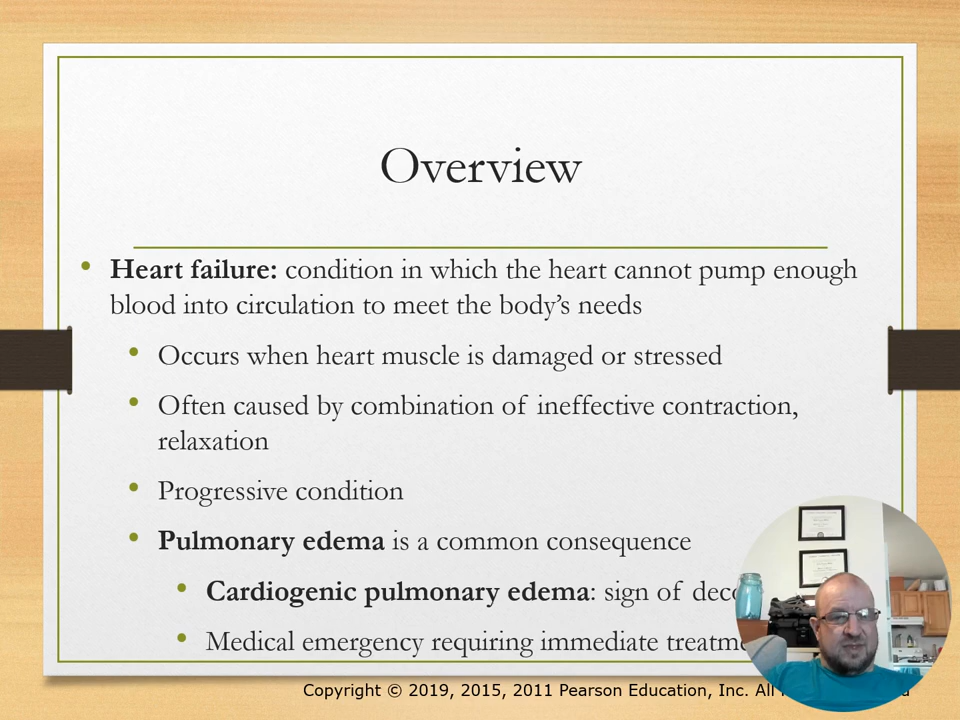 Overview
• Heart failure: condition in which the heart cannot pump enough
blood into circulation to meet the body's needs
• Occurs when heart muscle is damaged or stressed
• Often caused by combination of ineffective contraction,
relaxation
• Progressive condition
• Pulmonary edema is a common consequence
• Cardiogenic pulmonary edema: sign of
• Medical emergency requiring immediate
Copyright © 2019, 2015, 2011 Pearson Education, Inc. All